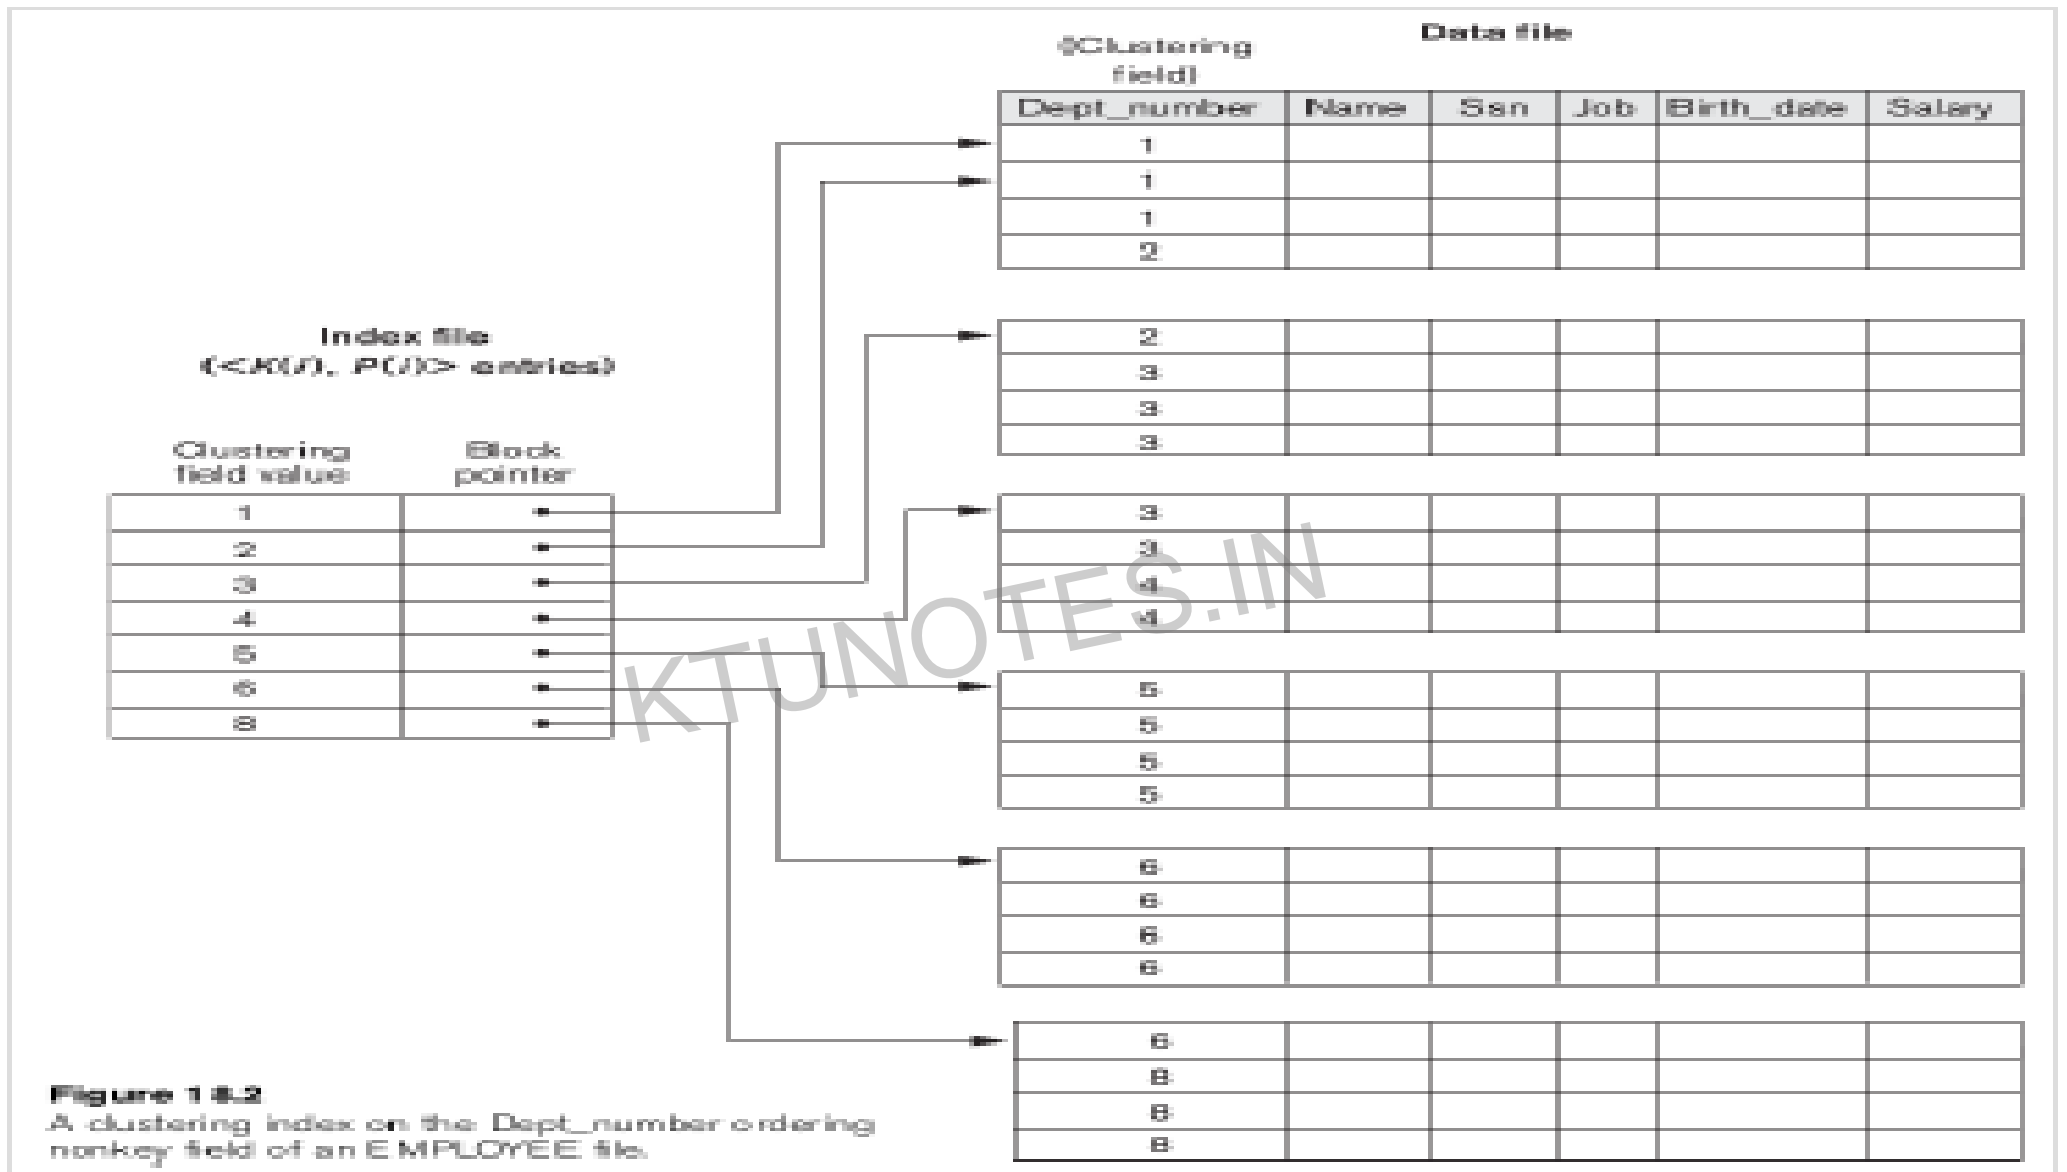 Data file
(Clustering
field)
Dept_number Name Ssn Job Birth_date Salary
1
1
1
2
Index file
(<K(i), P(i)> entries)
2
3
3
3
Clustering
field value
Block
pointer
1
2
3
4
5
6
8
3
3
4
4
KTUNOTES.IN
5
5
5
5
6
6
6
6
6
8
8
8
Figure 18.2
A clustering index on the Dept_number ordering
nonkey field of an EMPLOYEE file.